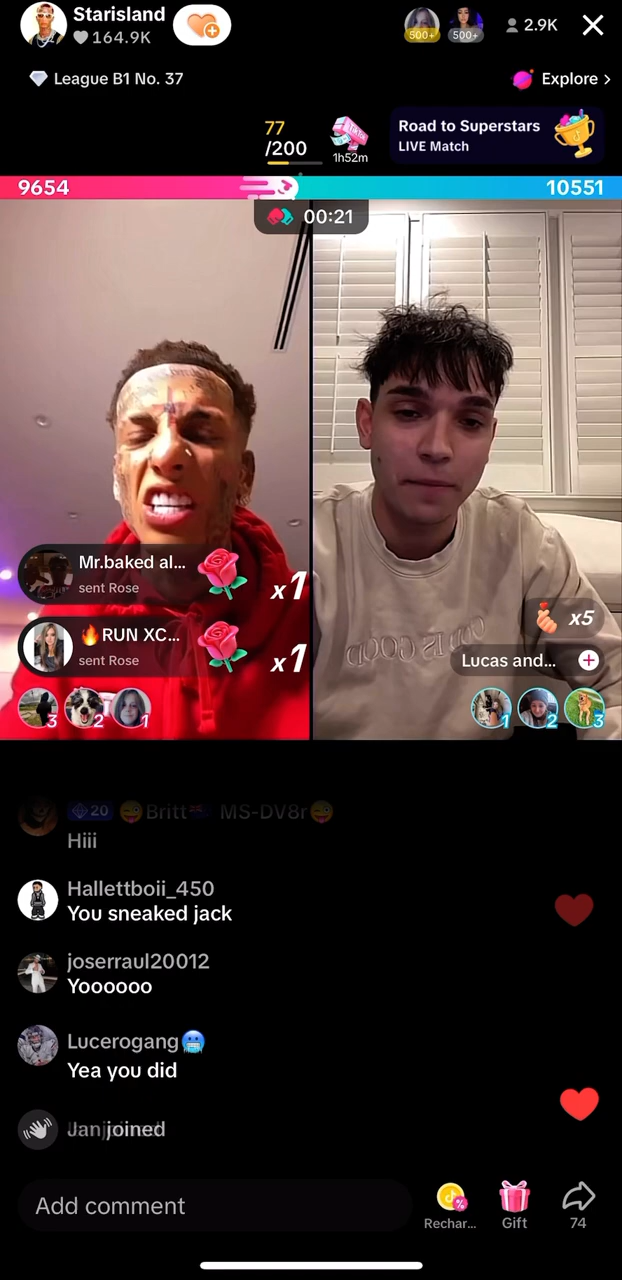 Starisland
164.9K
500+
500+
2.9K
League B1 No. 37
Explore >
77
/200
1h52m
Road to Superstars
LIVE Match
9654
10551
00:21
Mr.baked al...
sent Rose
x1
🔥RUN XC...
sent Rose
x1
x5
GOD IS GOOD
Lucas and...
3
2
1
1
2
3
20 😜Britt🇦🇺 MS-DV8r😜
Hiii
Hallettboii_450
You sneaked jack
joserraul20012
Yoooooo
Lucerogang🥶
Yea you did
Jan joined
Add comment
Rechar...
Gift
74